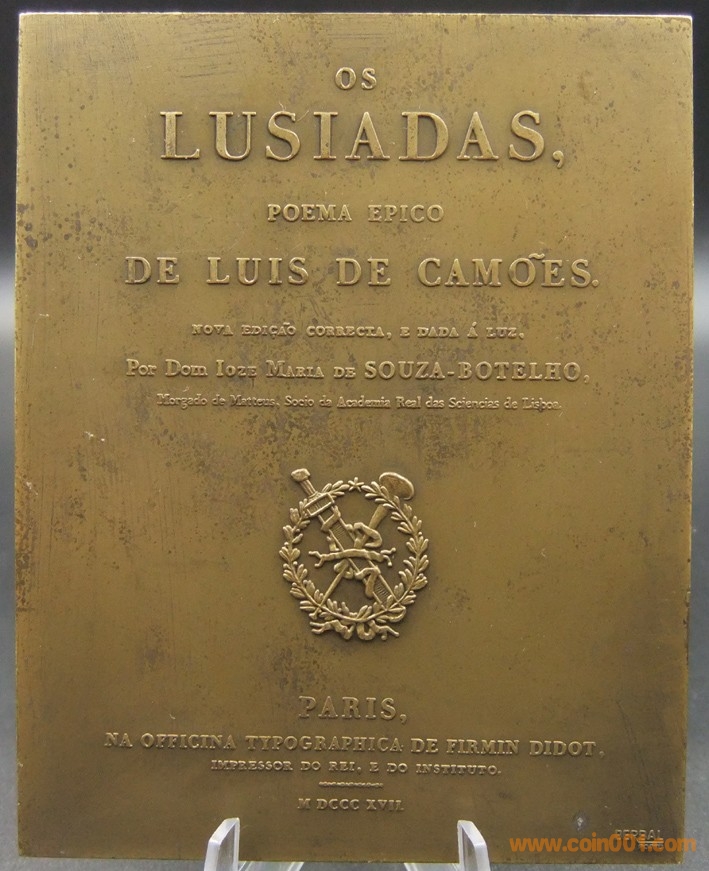 OS
LUSIADAS,
POEMA EPICO
DE LUIS DE CAMÕES.
NOVA EDIÇÃO CORRECTA, E DADA Á LUZ,
Por Dom Ioze Maria de SOUZA-BOTELHO,
Morgado de Matteus, Socio da Academia Real das Sciencias de Lisboa.
PARIS,
NA OFFICINA TYPOGRAPHICA DE FIRMIN DIDOT,
IMPRESSOR DO REI, E DO INSTITUTO.
M DCCC XVII.
BERBAL
www.coin001.com